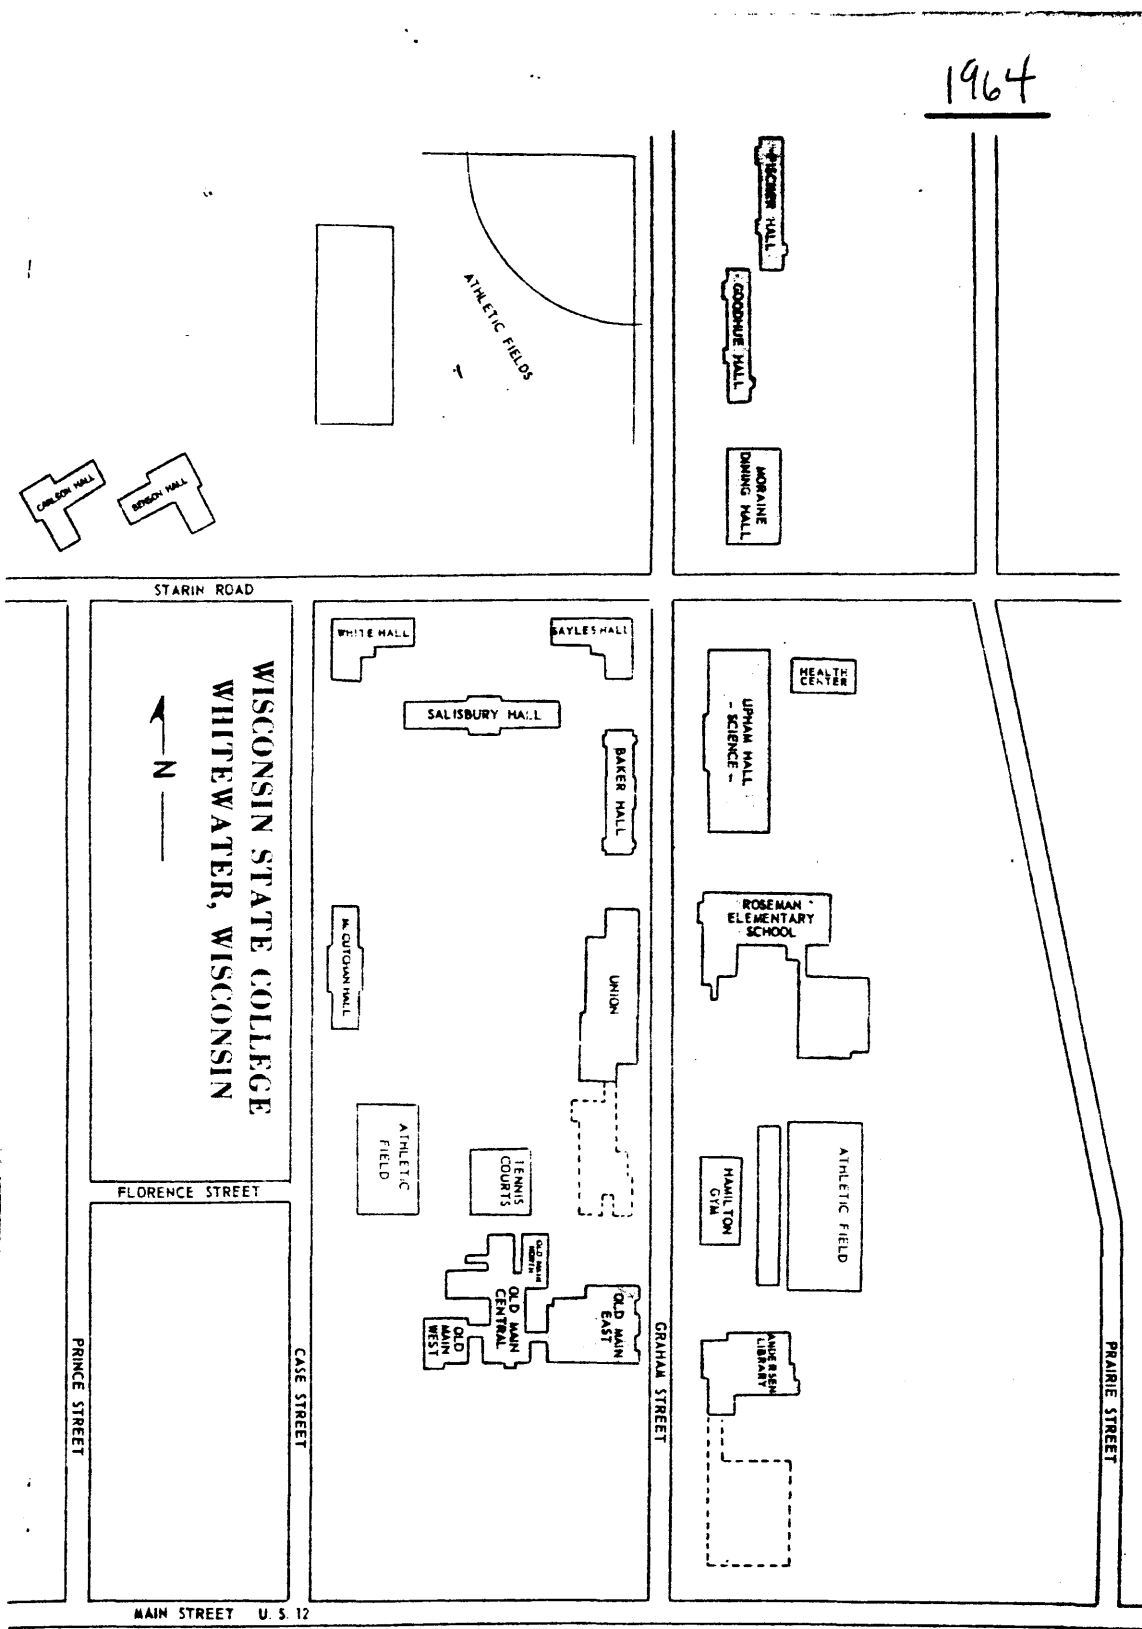 1964
FISCHER HALL
GOODHUE HALL
ATHLETIC FIELDS
MORAINE
DINING HALL
CARLSON HALL
BENSON HALL
STARIN ROAD
WHITE HALL
SAYLES HALL
HEALTH
CENTER
SALISBURY HALL
UPHAM HALL
- SCIENCE -
BAKER HALL
WISCONSIN STATE COLLEGE
WHITEWATER, WISCONSIN
N
ROSEMAN
ELEMENTARY
SCHOOL
McCUTCHAN HALL
UNION
ATHLETIC
FIELD
TENNIS
COURTS
HAMILTON
GYM
ATHLETIC FIELD
FLORENCE STREET
OLD MAIN
NORTH
OLD MAIN
CENTRAL
OLD MAIN
EAST
OLD
MAIN
WEST
ANDERSEN
LIBRARY
PRINCE STREET
CASE STREET
GRAHAM STREET
PRAIRIE STREET
MAIN STREET U. S. 12